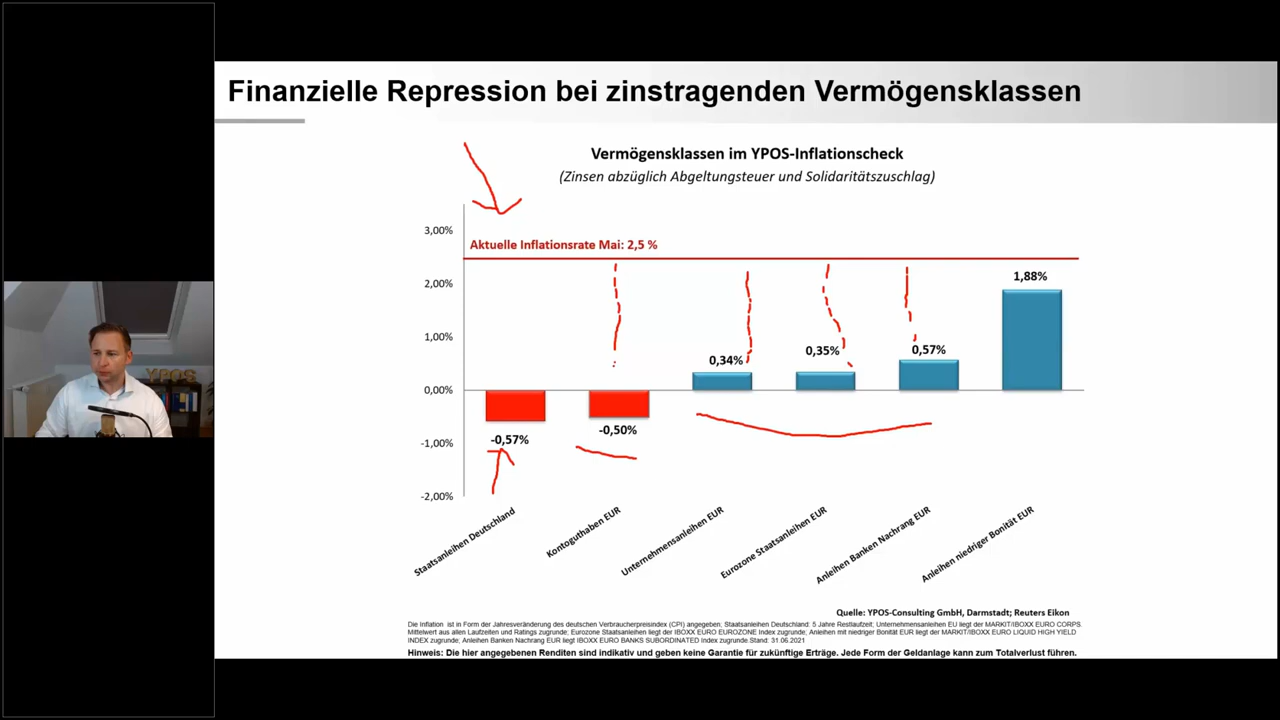 Finanzielle Repression bei zinstragenden Vermögensklassen
Vermögensklassen im YPOS-Inflationscheck
(Zinsen abzüglich Abgeltungsteuer und Solidaritätszuschlag)
3,00%
Aktuelle Inflationsrate Mai: 2,5 %
2,00%
1,88%
1,00%
0,34%
0,35%
0,57%
0,00%
-0,57%
-0,50%
-1,00%
-2,00%
Staatsanleihen Deutschland
Kontoguthaben EUR
Unternehmensanleihen EUR
Eurozone Staatsanleihen EUR
Anleihen Banken Nachrang EUR
Anleihen niedriger Bonität EUR
YPOS
Quelle: YPOS-Consulting GmbH, Darmstadt; Reuters Eikon
Die Inflation ist in Form der Jahresveränderung des deutschen Verbraucherpreisindex (CPI) angegeben; Staatsanleihen Deutschland: 5 Jahre Restlaufzeit; Unternehmensanleihen EU liegt der MARKIT/IBOXX EURO CORPS.
Mittelwert aus allen Laufzeiten und Ratings zugrunde; Eurozone Staatsanleihen liegt der IBOXX EURO EUROZONE Index zugrunde; Anleihen mit niedriger Bonität EUR liegt der MARKIT/IBOXX EURO LIQUID HIGH YIELD
INDEX zugrunde; Anleihen Banken Nachrang EUR liegt IBOXX EURO BANKS SUBORDINATED Index zugrunde Stand: 31.06.2021
Hinweis: Die hier angegebenen Renditen sind indikativ und geben keine Garantie für zukünftige Erträge. Jede Form der Geldanlage kann zum Totalverlust führen.